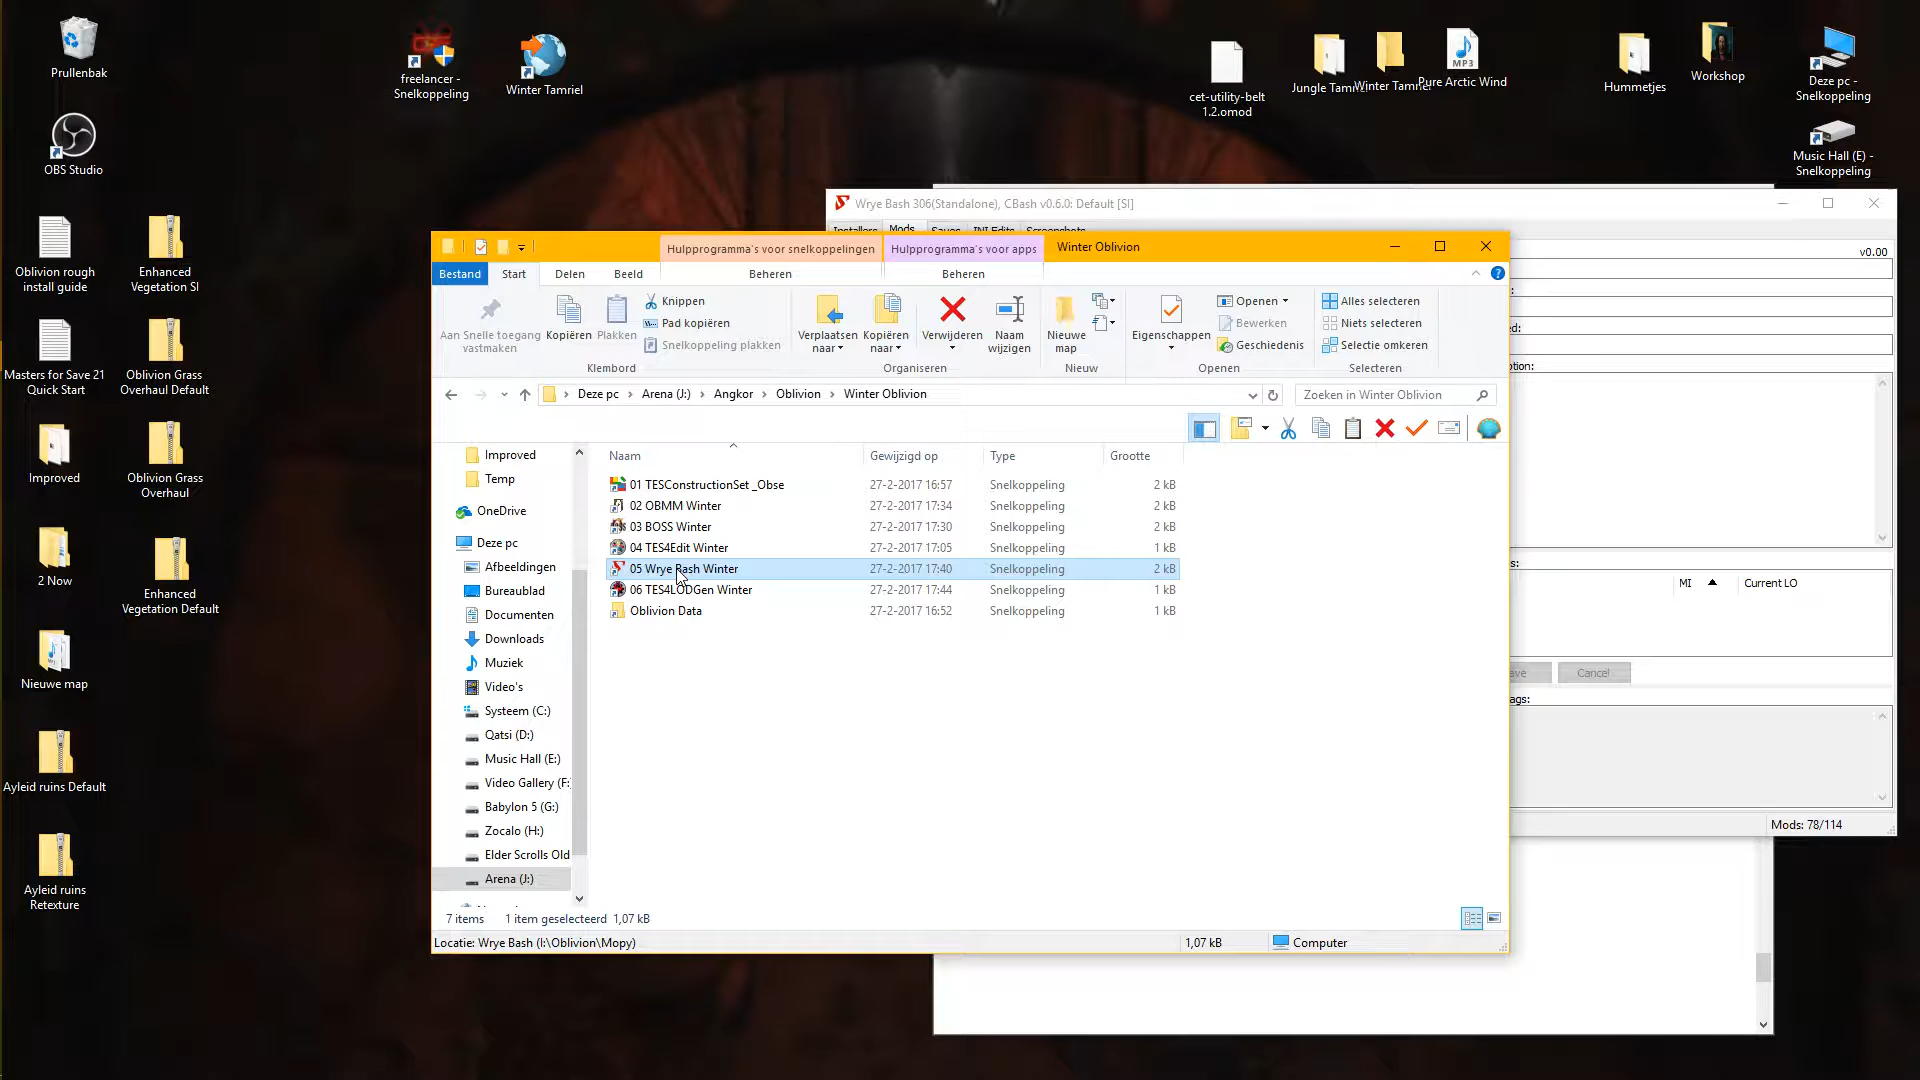 Prullenbak
freelancer -
Snelkoppeling
Winter Tamriel
cet-utility-belt
1.2.omod
Jungle Tamri
Winter Tamrie
Pure Arctic Wind
Hummetjes
Workshop
Deze pc -
Snelkoppeling
OBS Studio
Music Hall (E) -
Snelkoppeling
Oblivion rough
install guide
Enhanced
Vegetation SI
Masters for Save 21
Quick Start
Oblivion Grass
Overhaul Default
Improved
Oblivion Grass
Overhaul
2 Now
Enhanced
Vegetation Default
Nieuwe map
Ayleid ruins Default
Ayleid ruins
Retexture
Wrye Bash 306(Standalone), CBash v0.6.0: Default [SI]
Installers Mods Saves INI Edits Screenshots
v0.00
MI
Current LO
Cancel
Mods: 78/114
Hulpprogramma's voor snelkoppelingen
Hulpprogramma's voor apps
Winter Oblivion
Bestand Start Delen Beeld Beheren Beheren
Aan Snelle toegang
vastmaken
Kopiëren
Plakken
Knippen
Pad kopiëren
Snelkoppeling plakken
Klembord
Verplaatsen
naar
Kopiëren
naar
Verwijderen
Naam
wijzigen
Organiseren
Nieuwe
map
Nieuw
Eigenschappen
Openen
Bewerken
Geschiedenis
Openen
Alles selecteren
Niets selecteren
Selectie omkeren
Selecteren
Deze pc Arena (J:) Angkor Oblivion Winter Oblivion
Zoeken in Winter Oblivion
Improved
Temp
OneDrive
Deze pc
Afbeeldingen
Bureaublad
Documenten
Downloads
Muziek
Video's
Systeem (C:)
Qatsi (D:)
Music Hall (E:)
Video Gallery (F:
Babylon 5 (G:)
Zocalo (H:)
Elder Scrolls Old
Arena (J:)
Naam Gewijzigd op Type Grootte
01 TESConstructionSet _Obse 27-2-2017 16:57 Snelkoppeling 2 kB
02 OBMM Winter 27-2-2017 17:34 Snelkoppeling 2 kB
03 BOSS Winter 27-2-2017 17:30 Snelkoppeling 2 kB
04 TES4Edit Winter 27-2-2017 17:05 Snelkoppeling 1 kB
05 Wrye Bash Winter 27-2-2017 17:40 Snelkoppeling 2 kB
06 TES4LODGen Winter 27-2-2017 17:44 Snelkoppeling 1 kB
Oblivion Data 27-2-2017 16:52 Snelkoppeling 1 kB
7 items 1 item geselecteerd 1,07 kB
Locatie: Wrye Bash (I:\Oblivion\Mopy) 1,07 kB Computer